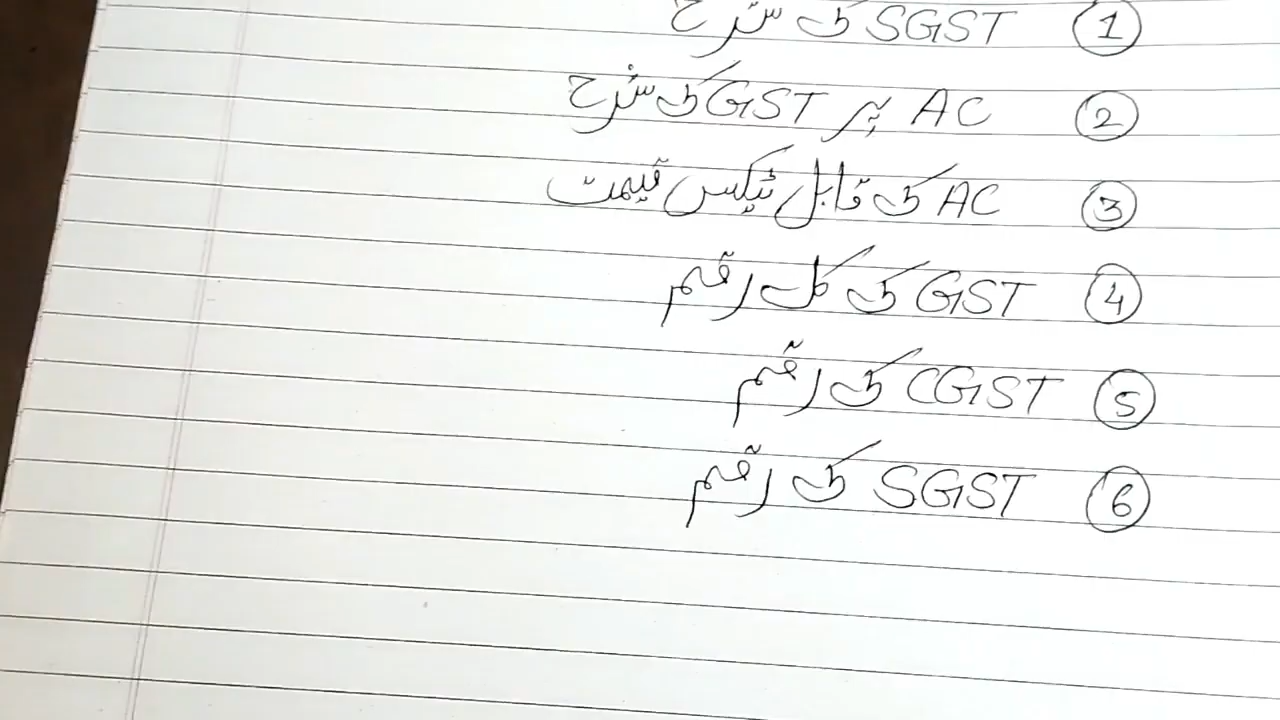 ① SGST کی شرح
② AC پر GST کی شرح
③ AC کی قابل ٹیکس قیمت
④ GST کی کل رقم
⑤ CGST کی رقم
⑥ SGST کی رقم